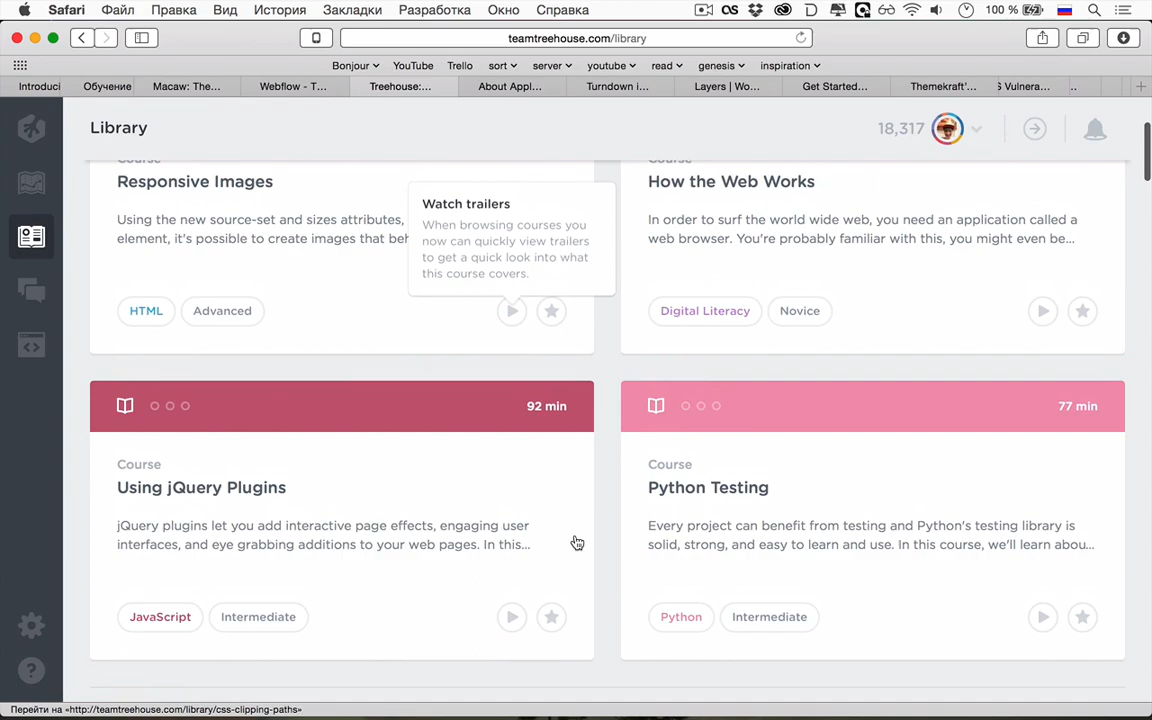 Safari Файл Правка Вид История Закладки Разработка Окно Справка 100 %
teamtreehouse.com/library
Bonjour YouTube Trello sort server youtube read genesis inspiration
Introduci Обучение Macaw: The... Webflow - T... Treehouse:... About Appl... Turndown i... Layers | Wo... Get Started... Themekraft'... S Vulnera... ..
Library
18,317
Course
Responsive Images
Using the new source-set and sizes attributes,
element, it's possible to create images that beh
HTML
Advanced
Watch trailers
When browsing courses you
now can quickly view trailers
to get a quick look into what
this course covers.
Course
How the Web Works
In order to surf the world wide web, you need an application called a
web browser. You're probably familiar with this, you might even be...
Digital Literacy
Novice
92 min
Course
Using jQuery Plugins
jQuery plugins let you add interactive page effects, engaging user
interfaces, and eye grabbing additions to your web pages. In this...
JavaScript
Intermediate
77 min
Course
Python Testing
Every project can benefit from testing and Python's testing library is
solid, strong, and easy to learn and use. In this course, we'll learn abou...
Python
Intermediate
?
Перейти на «http://teamtreehouse.com/library/css-clipping-paths»